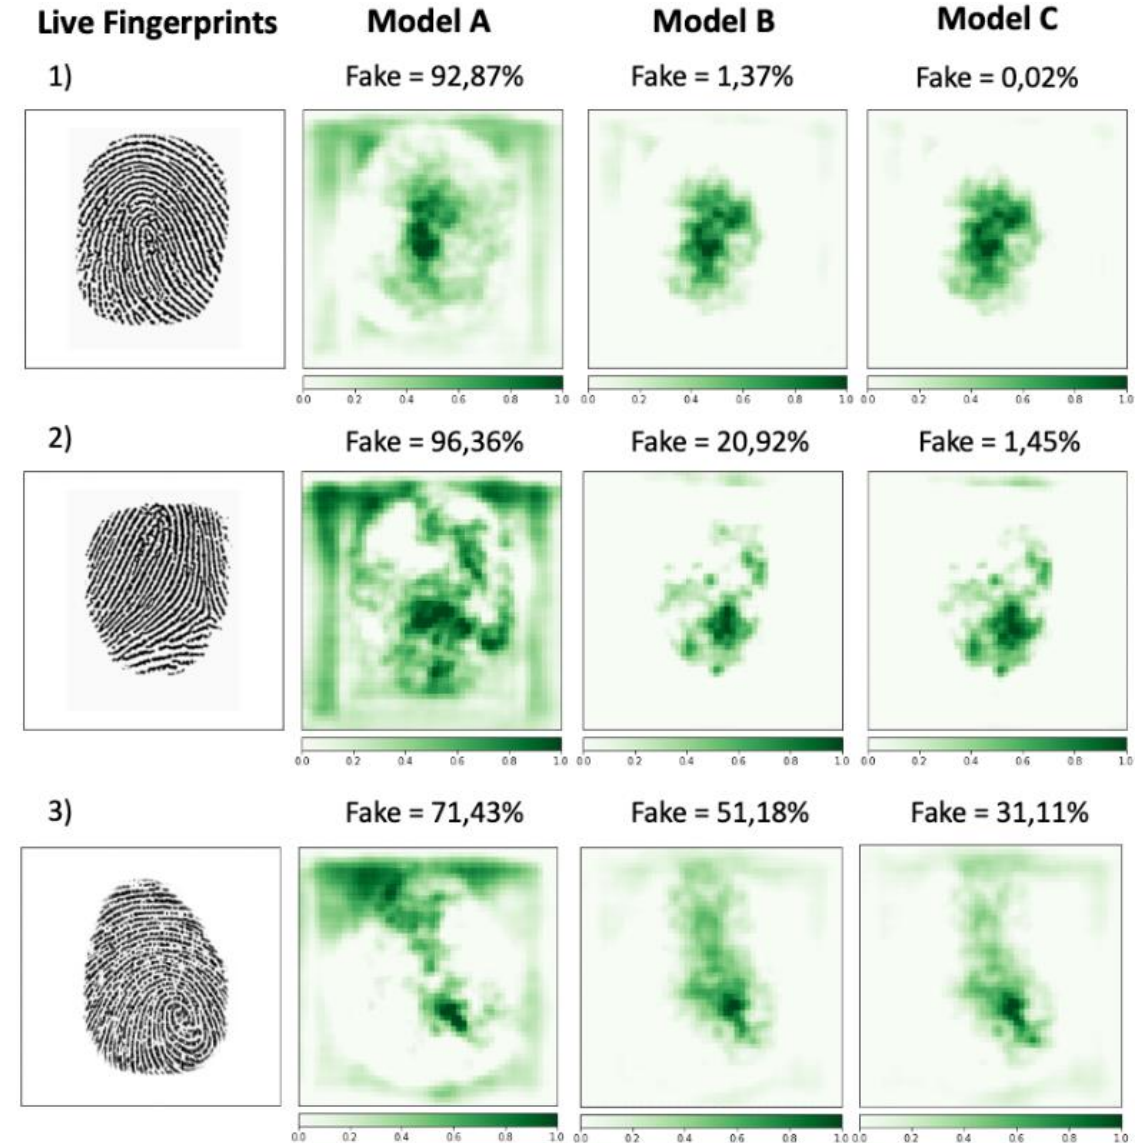 Live Fingerprints Model A Model B Model C
1) Fake = 92,87% Fake = 1,37% Fake = 0,02%
0.0 0.2 0.4 0.6 0.8 1.0 0.0 0.2 0.4 0.6 0.8 1.0 0.0 0.2 0.4 0.6 0.8 1.0
2) Fake = 96,36% Fake = 20,92% Fake = 1,45%
0.0 0.2 0.4 0.6 0.8 1.0 0.0 0.2 0.4 0.6 0.8 1.0 0.0 0.2 0.4 0.6 0.8 1.0
3) Fake = 71,43% Fake = 51,18% Fake = 31,11%
0.0 0.2 0.4 0.6 0.8 1.0 0.0 0.2 0.4 0.6 0.8 1.0 0.0 0.2 0.4 0.6 0.8 1.0